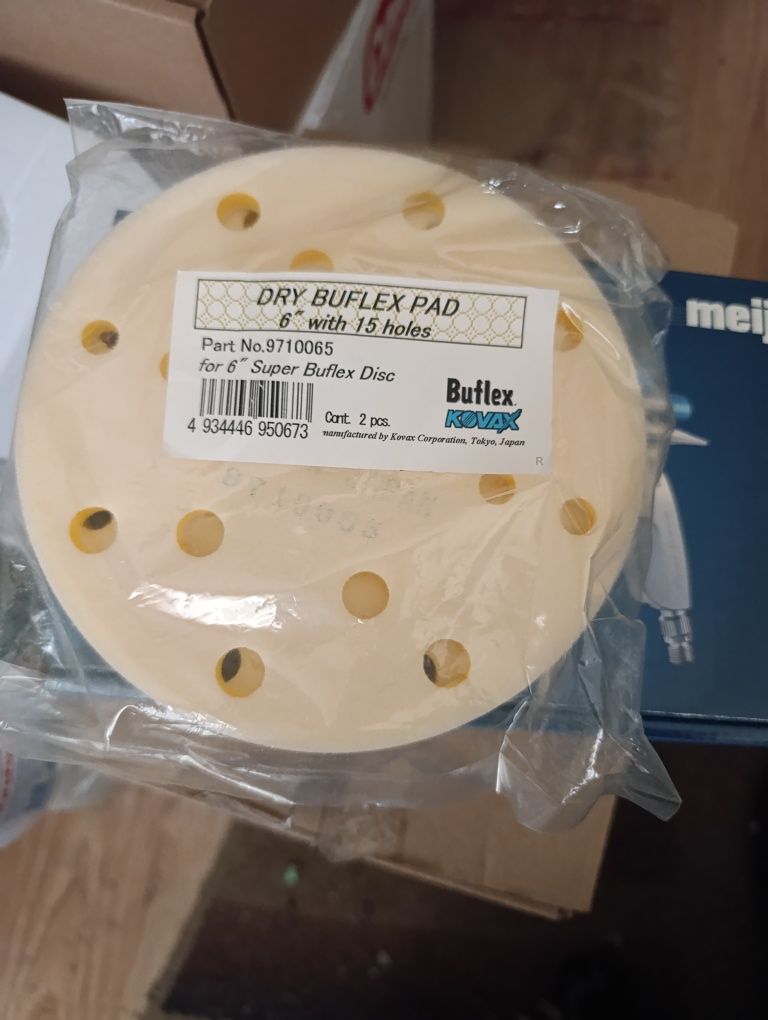 DRY BUFLEX PAD
6" with 15 holes
Part No.9710065
for 6" Super Buflex Disc
Buflex
KOVAX
4 934446 950673
Cont. 2 pcs.
manufactured by Kovax Corporation, Tokyo, Japan
R
meij